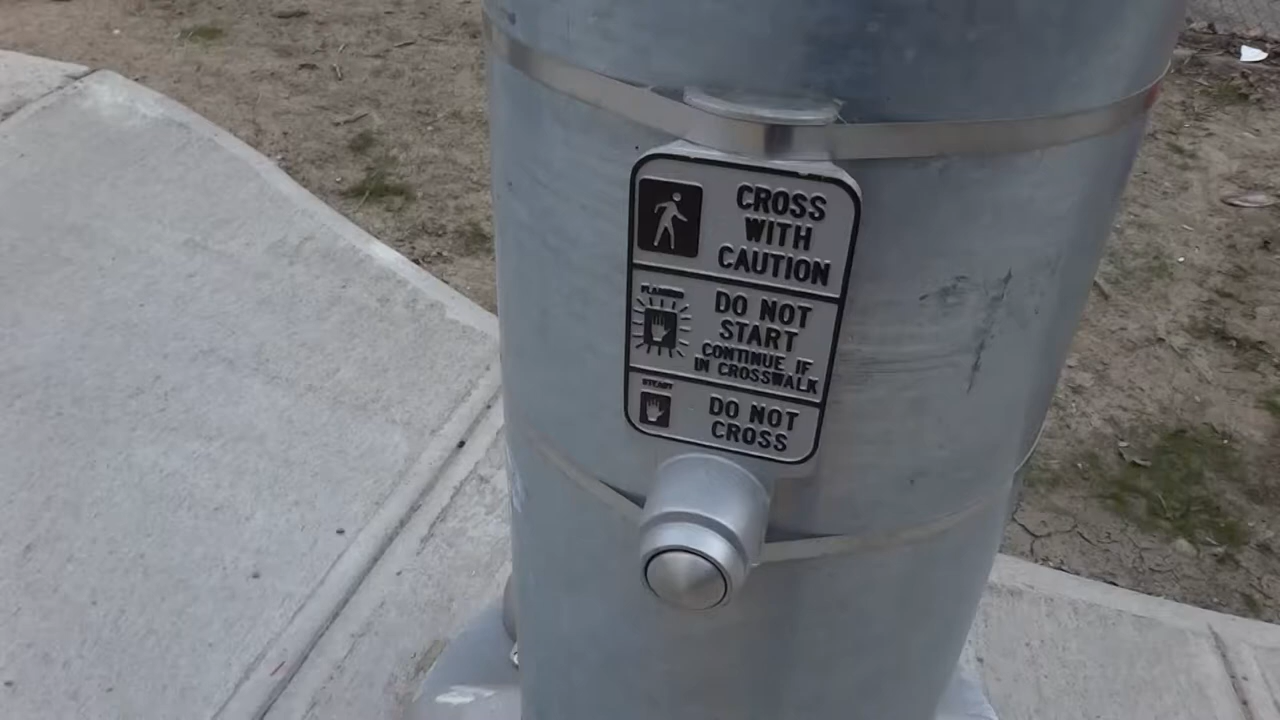 CROSS
WITH
CAUTION
FLASHING
DO NOT
START
CONTINUE IF
IN CROSSWALK
STEADY
DO NOT
CROSS